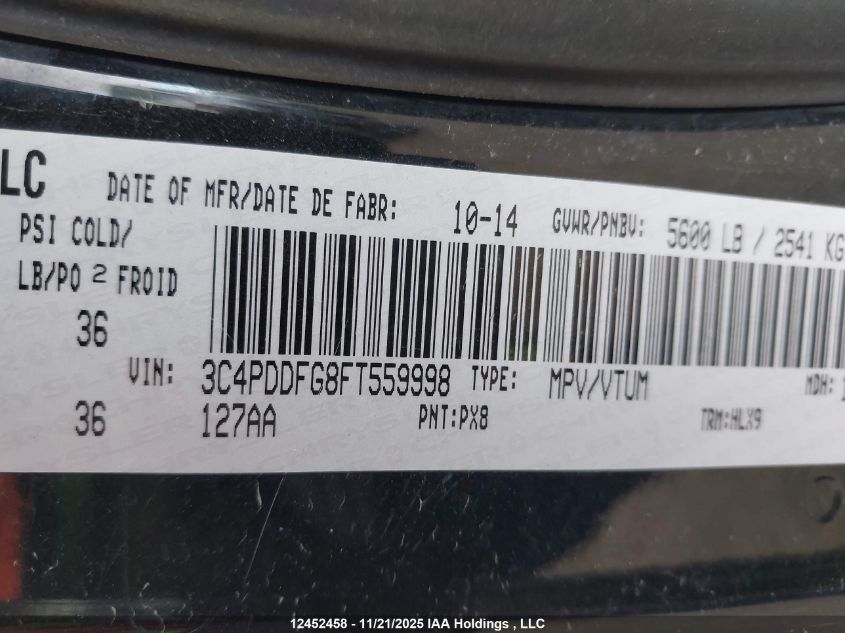 LC
DATE OF MFR/DATE DE FABR: 10-14 GVWR/PNBV: 5600 LB / 2541 KG
PSI COLD/
LB/PO 2 FROID
36
VIN: 3C4PDDFG8FT559998 TYPE: MPV/VTUM MDH: 1
36 127AA PNT:PX8 TRM:HLX9
12452458 - 11/21/2025 IAA Holdings , LLC